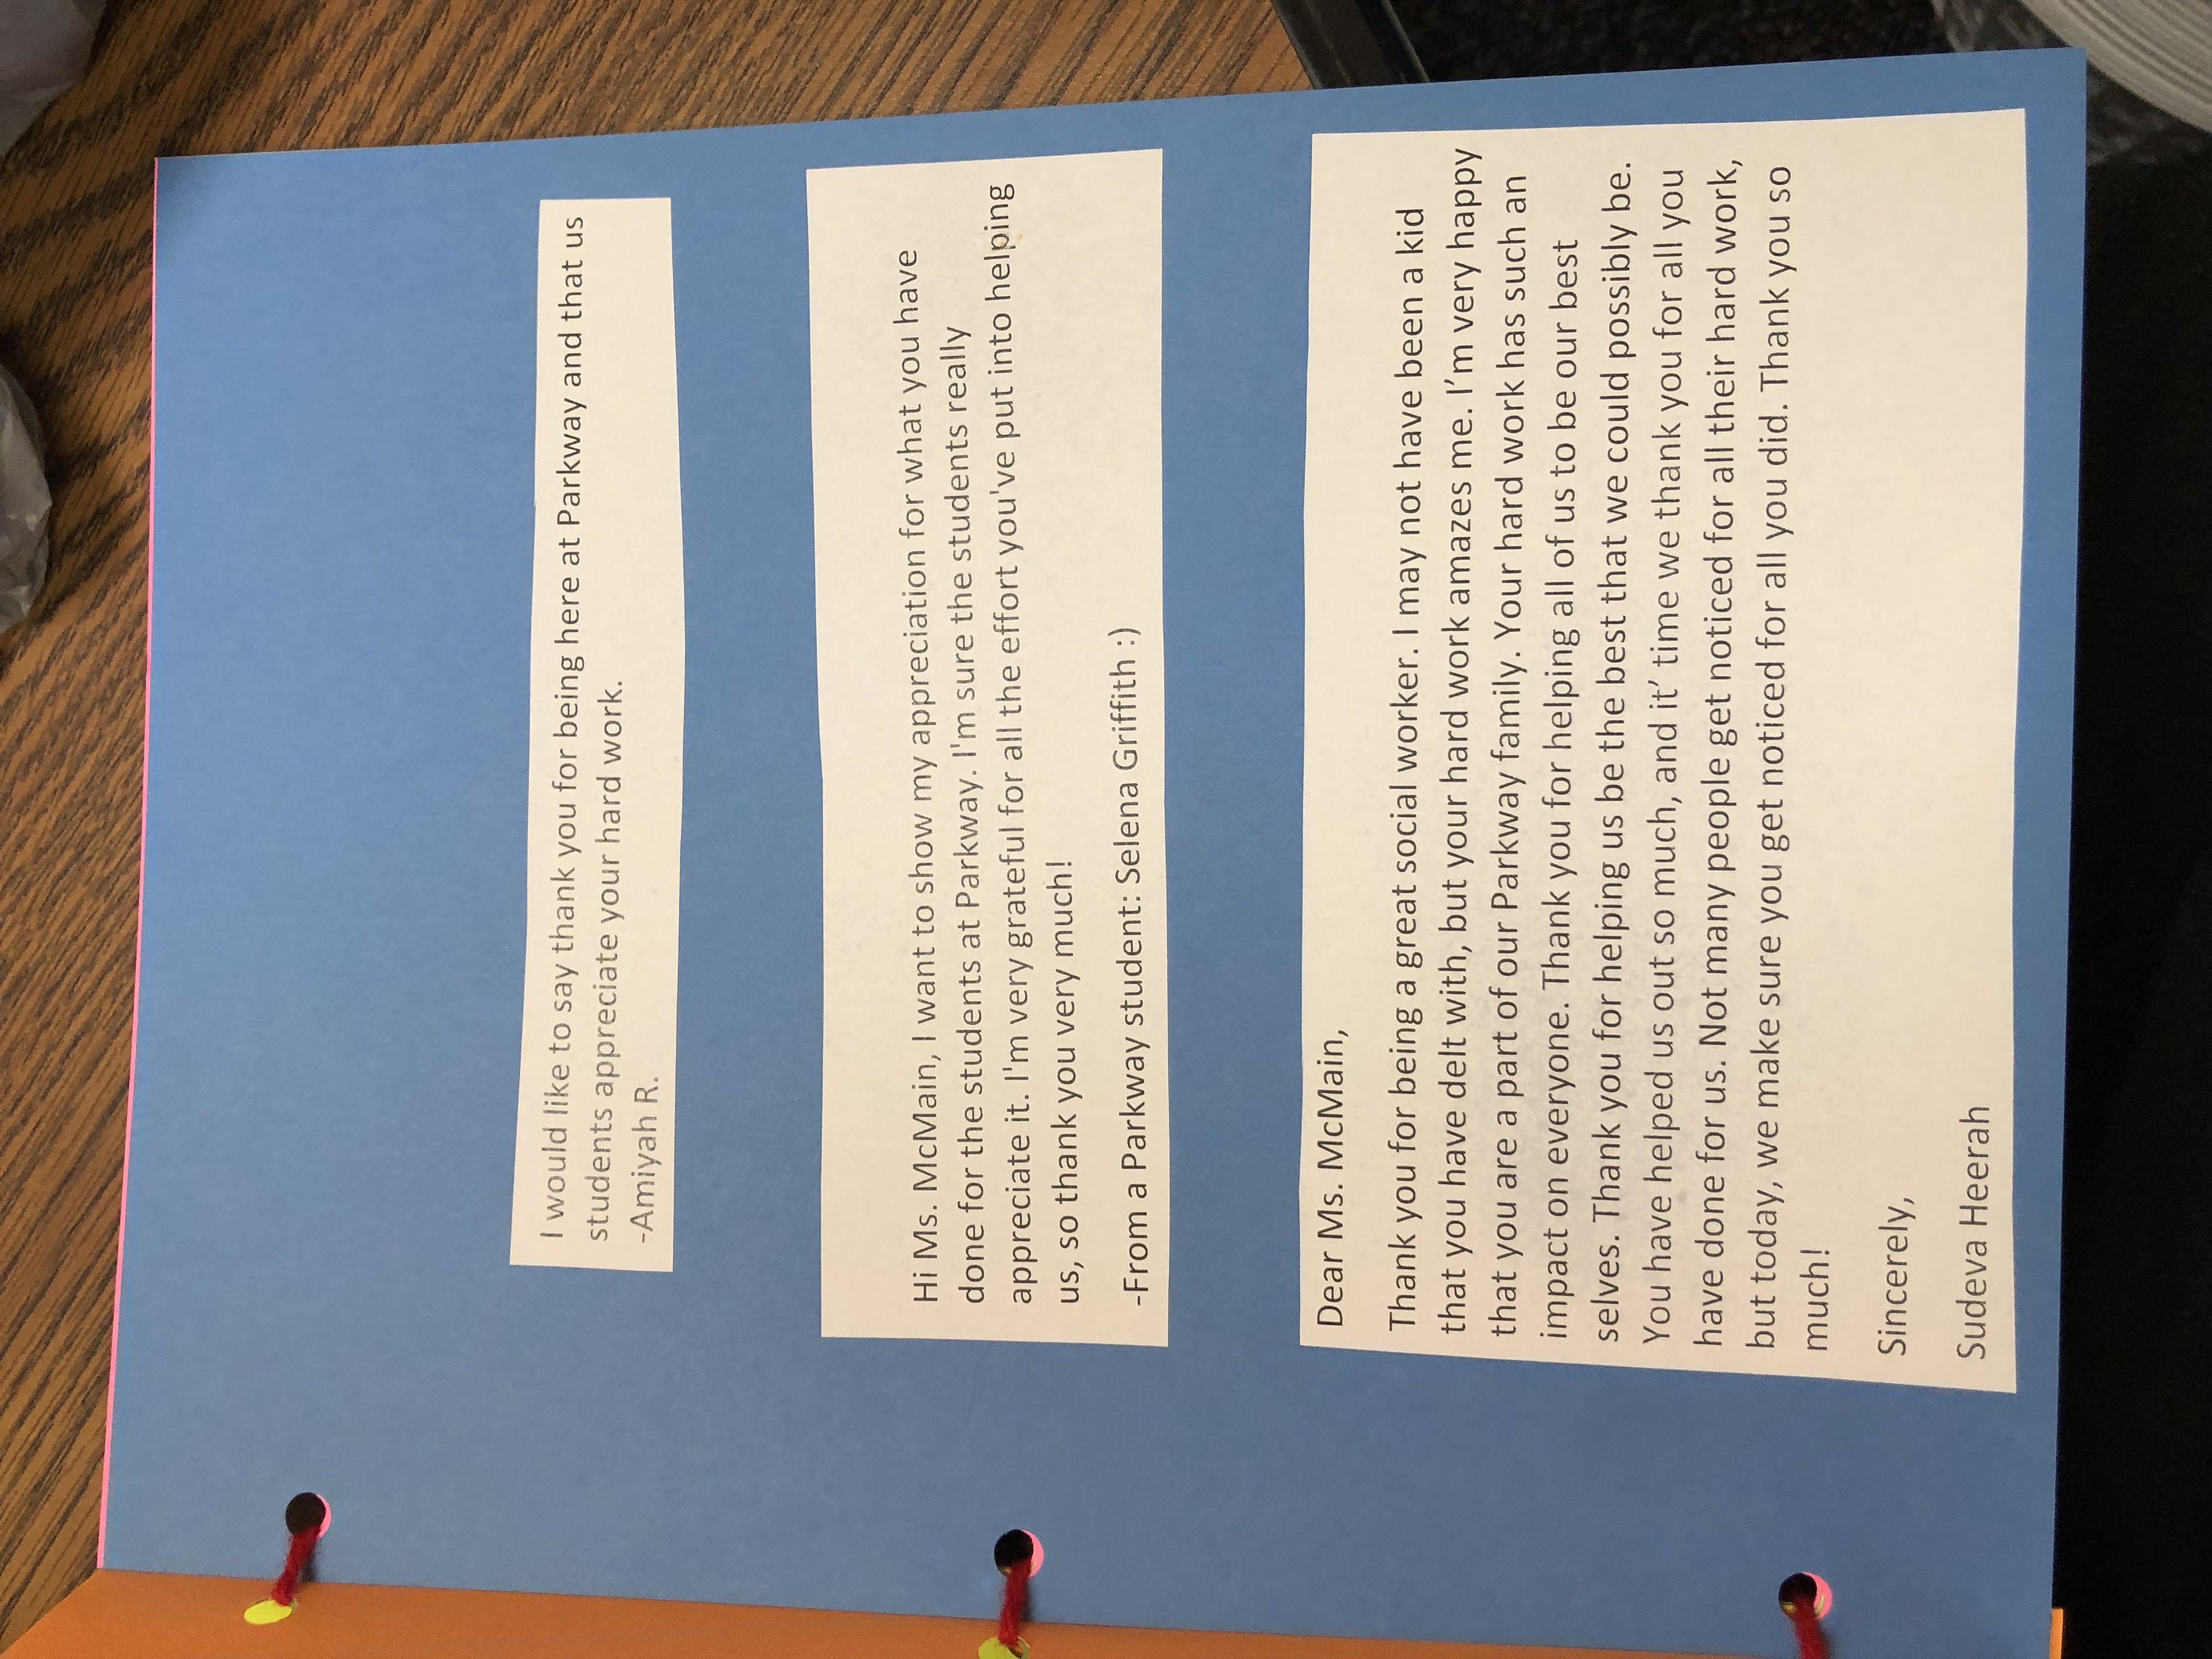 I would like to say thank you for being here at Parkway and that us
students appreciate your hard work.
-Amiyah R.
Hi Ms. McMain, I want to show my appreciation for what you have
done for the students at Parkway. I'm sure the students really
appreciate it. I'm very grateful for all the effort you've put into helping
us, so thank you very much!
-From a Parkway student: Selena Griffith :)
Dear Ms. McMain,
Thank you for being a great social worker. I may not have been a kid
that you have delt with, but your hard work amazes me. I’m very happy
that you are a part of our Parkway family. Your hard work has such an
impact on everyone. Thank you for helping all of us to be our best
selves. Thank you for helping us be the best that we could possibly be.
You have helped us out so much, and it’ time we thank you for all you
have done for us. Not many people get noticed for all their hard work,
but today, we make sure you get noticed for all you did. Thank you so
much!
Sincerely,
Sudeva Heerah